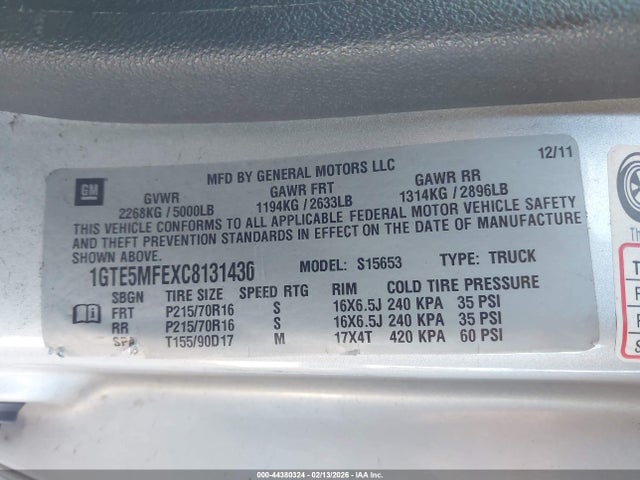 MFD BY GENERAL MOTORS LLC
12/11
GM
GVWR
GAWR FRT
GAWR RR
2268KG / 5000LB
1194KG / 2633LB
1314KG / 2896LB
THIS VEHICLE CONFORMS TO ALL APPLICABLE FEDERAL MOTOR VEHICLE SAFETY
AND THEFT PREVENTION STANDARDS IN EFFECT ON THE DATE OF MANUFACTURE
SHOWN ABOVE.
1GTE5MFEXC8131436
MODEL: S15653
TYPE: TRUCK
SBGN TIRE SIZE SPEED RTG RIM COLD TIRE PRESSURE
FRT P215/70R16 S 16X6.5J 240 KPA 35 PSI
RR P215/70R16 S 16X6.5J 240 KPA 35 PSI
SPA T155/90D17 M 17X4T 420 KPA 60 PSI
000-44380324 - 02/13/2026 - COPYRIGHT IAA, LLC